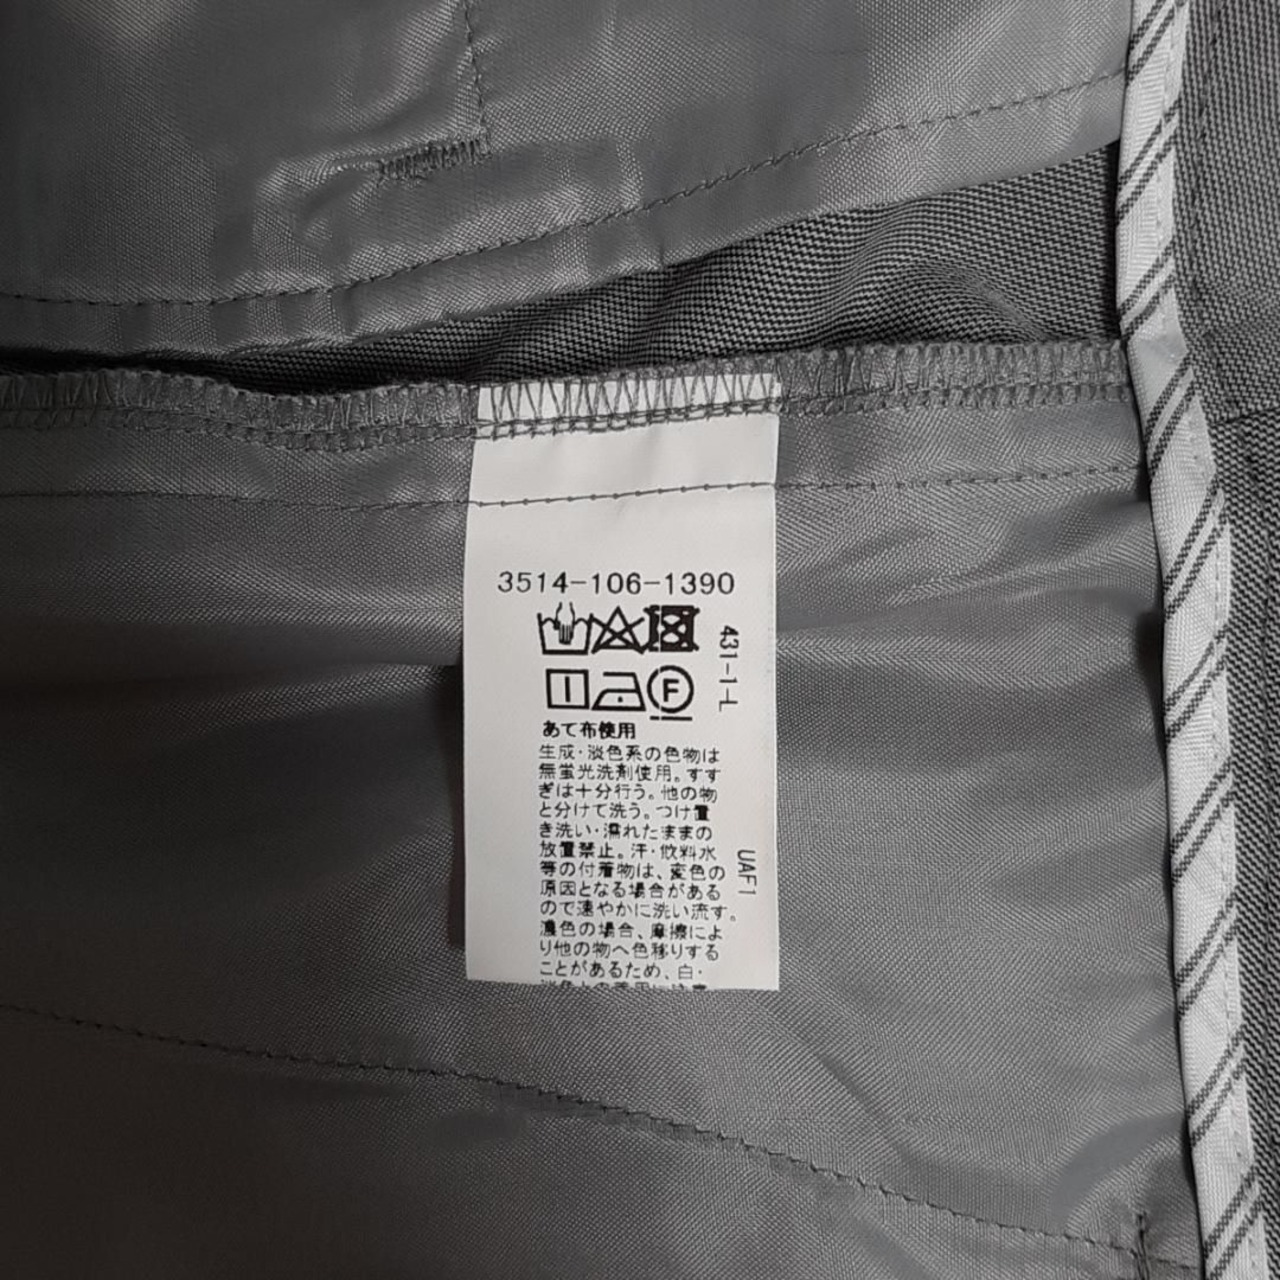 3514-106-1390
431-1-L
F
あて布使用
生成・淡色系の色物は
無蛍光洗剤使用。すす
ぎは十分行う。他の物
と分けて洗う。つけ置
き洗い・濡れたままの
放置禁止。汗・飲料水
等の付着物は、変色の
原因となる場合がある
ので速やかに洗い流す。
濃色の場合、摩擦によ
り他の物へ色移りする
ことがあるため、白・
UAF1